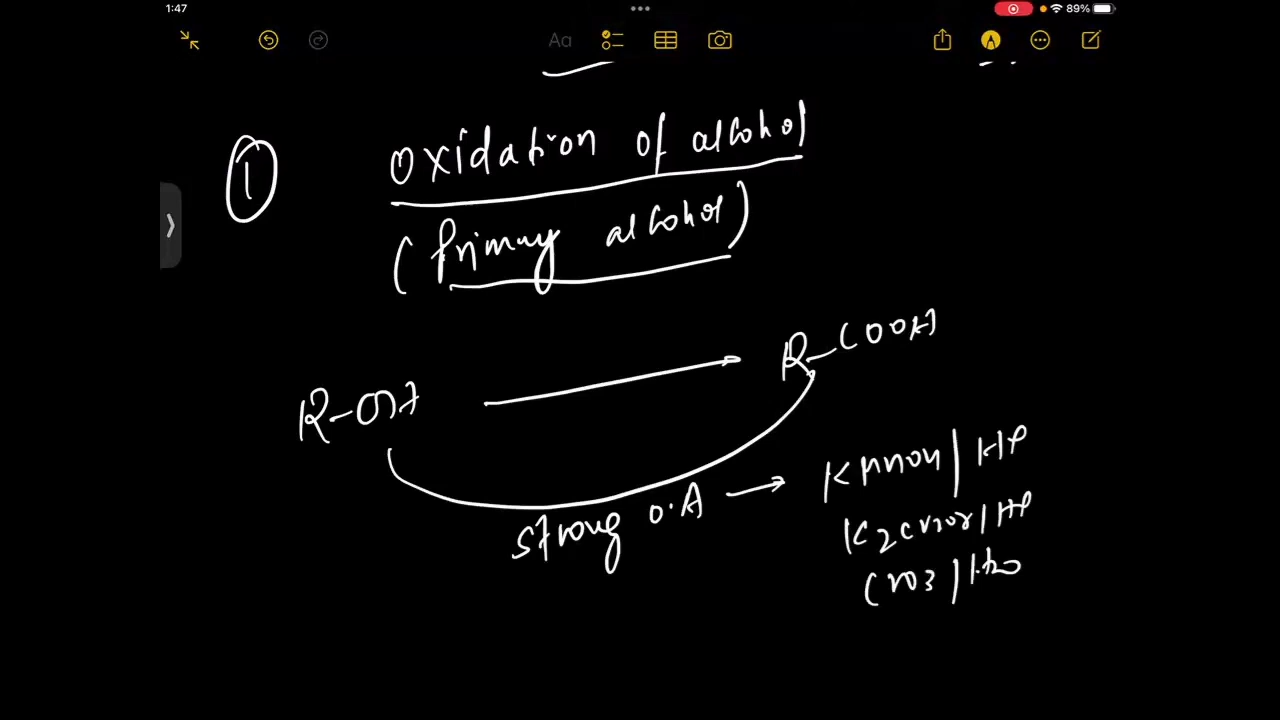 1:47
89%
Aa
1
Oxidation of alcohol
(Primary alcohol)
R-OH
R-COOH
Strong O.A
KMnO4 / H⊕
K2Cr2O7 / H⊕
CrO3 / H2O